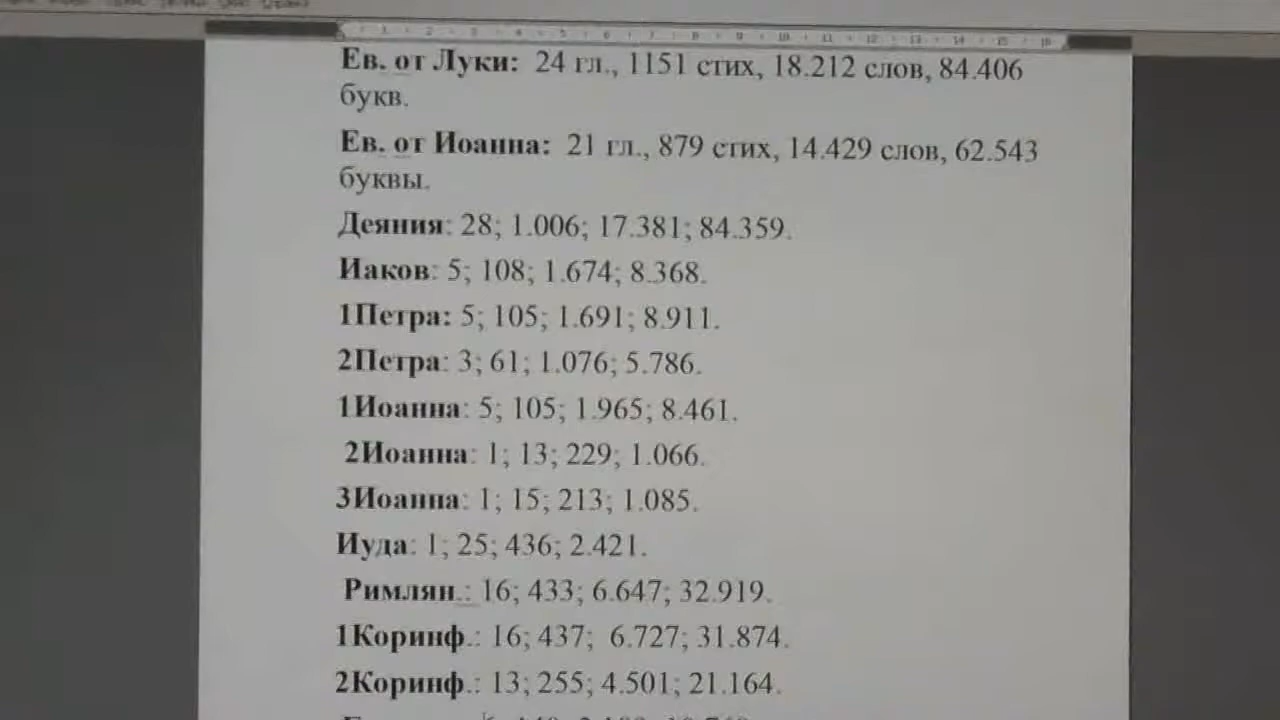 Ев. от Луки: 24 гл., 1151 стих, 18.212 слов, 84.406
букв.
Ев. от Иоанна: 21 гл., 879 стих, 14.429 слов, 62.543
буквы.
Деяния: 28; 1.006; 17.381; 84.359.
Иаков: 5; 108; 1.674; 8.368.
1Петра: 5; 105; 1.691; 8.911.
2Петра: 3; 61; 1.076; 5.786.
1Иоанна: 5; 105; 1.965; 8.461.
2Иоанна: 1; 13; 229; 1.066.
3Иоанна: 1; 15; 213; 1.085.
Иуда: 1; 25; 436; 2.421.
Римлян.: 16; 433; 6.647; 32.919.
1Коринф.: 16; 437; 6.727; 31.874.
2Коринф.: 13; 255; 4.501; 21.164.